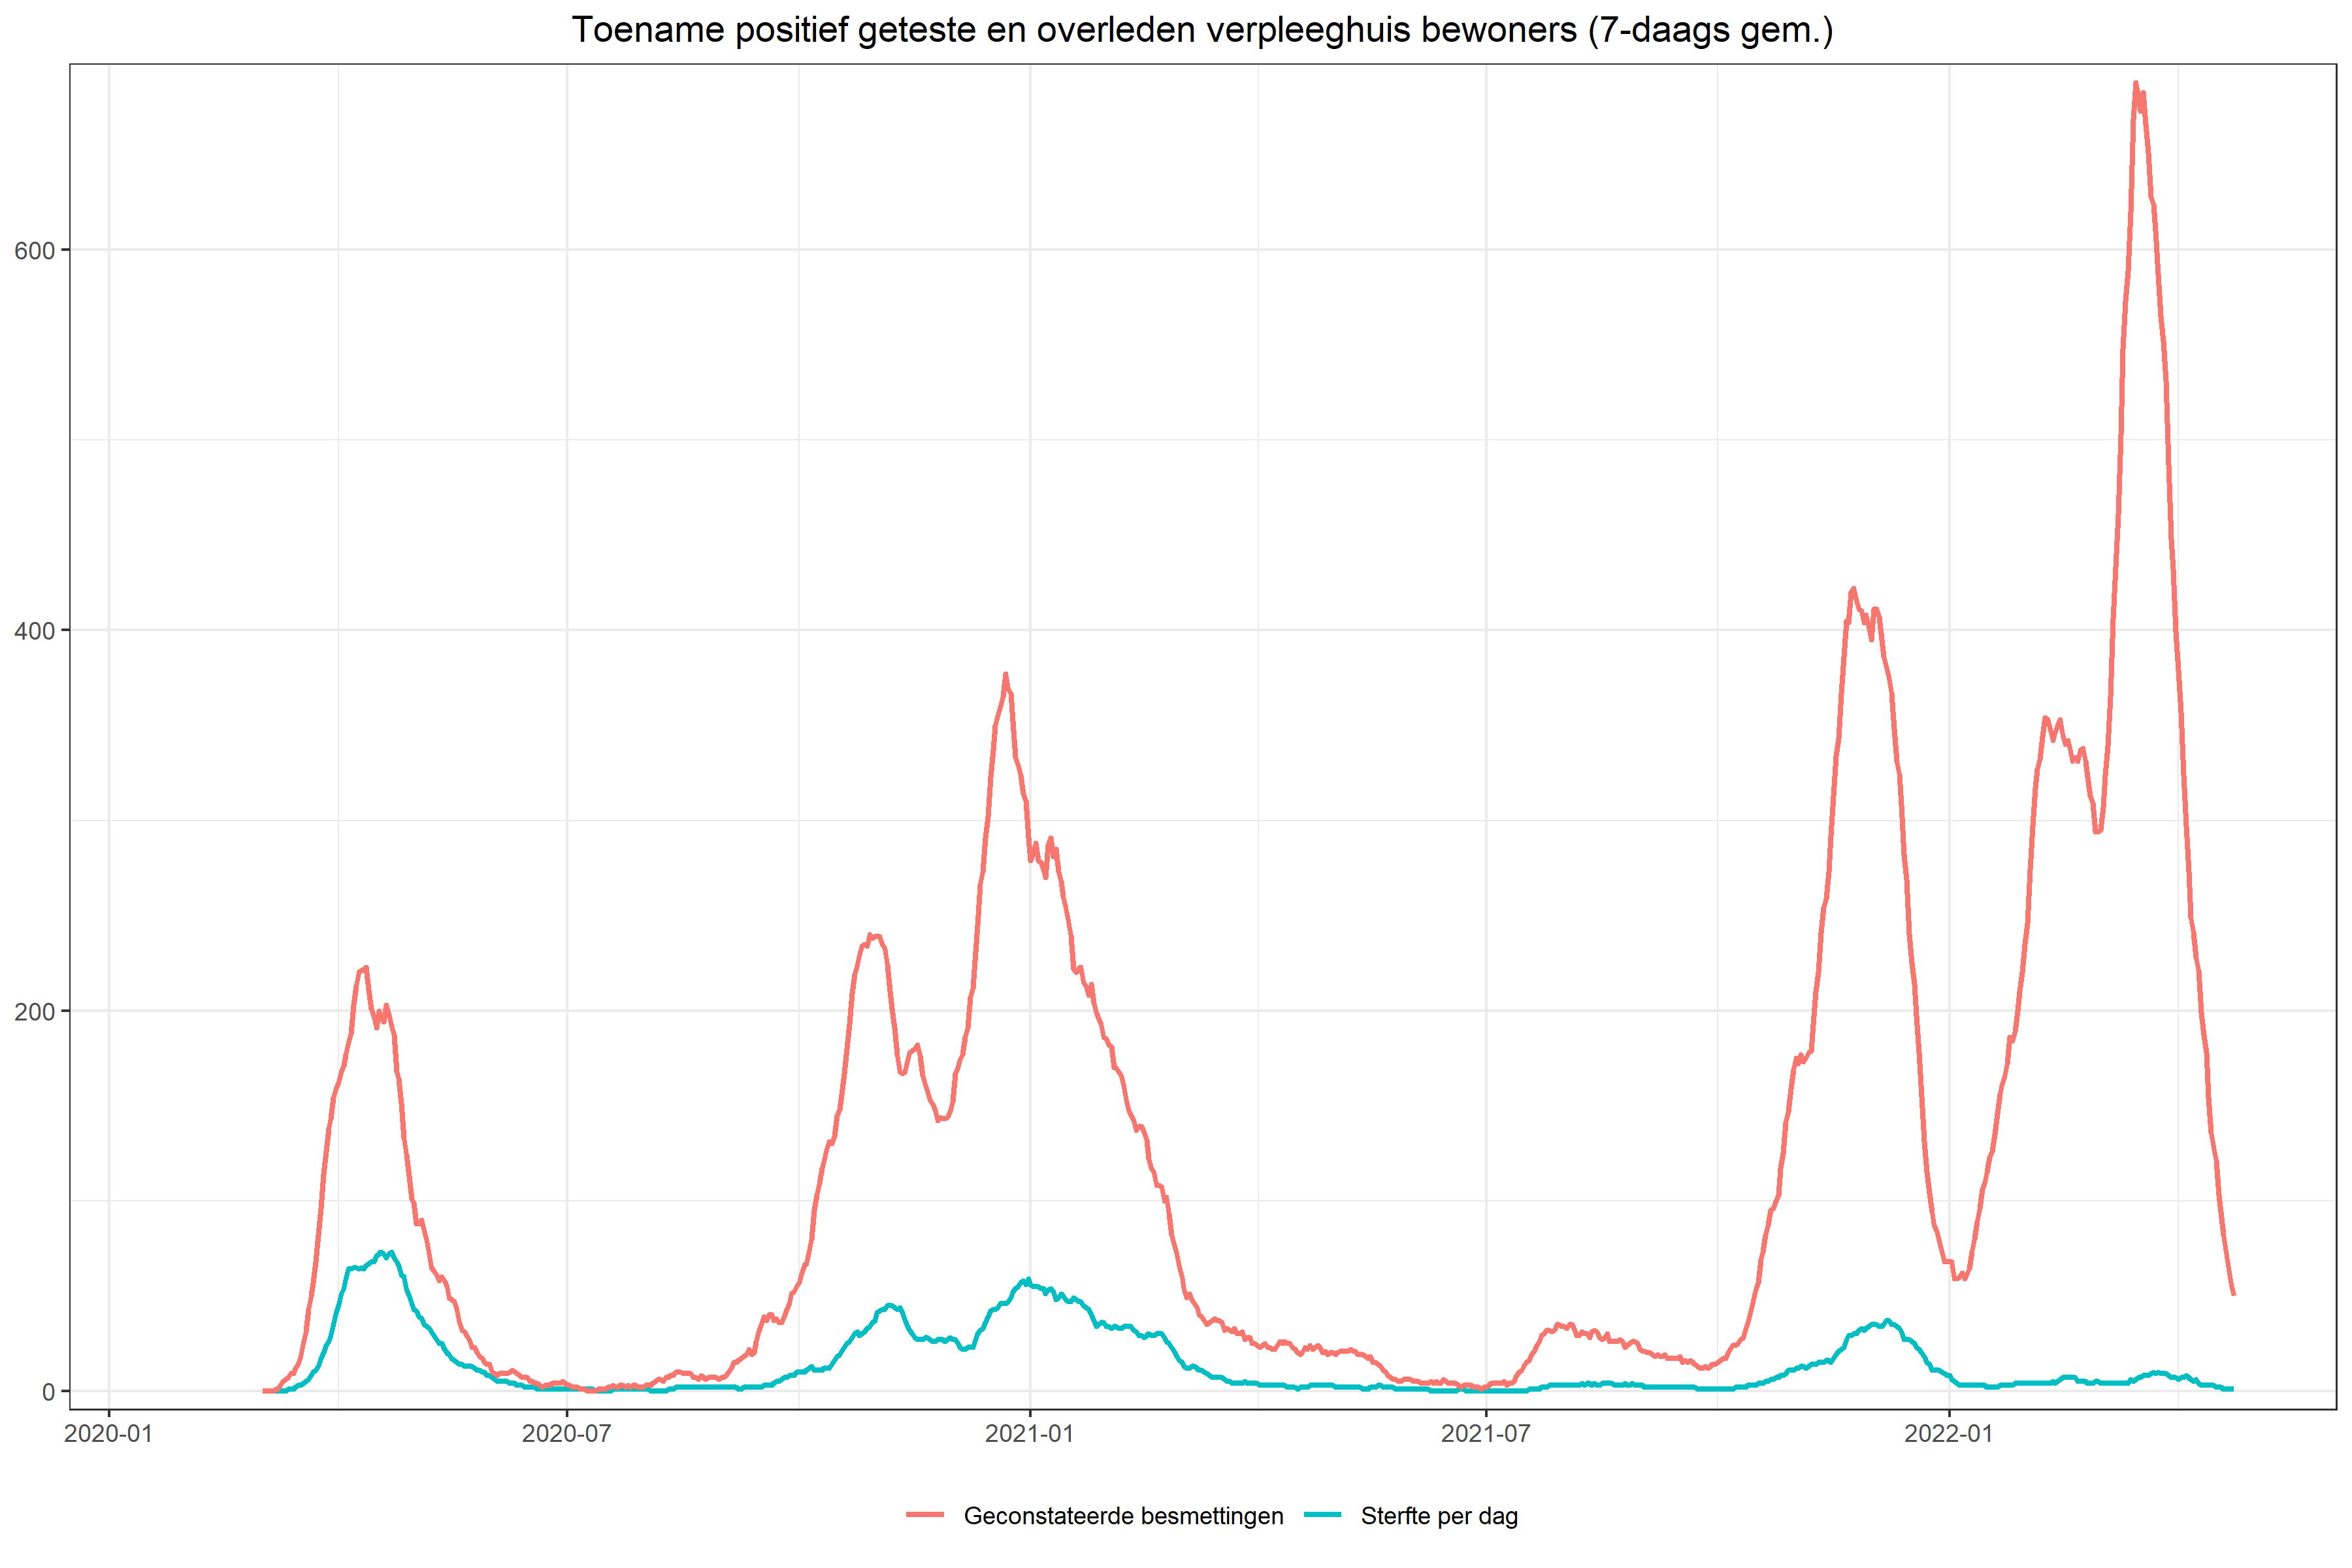 Toename positief geteste en overleden verpleeghuis bewoners (7-daags gem.)
600
400
200
0
2020-01 2020-07 2021-01 2021-07 2022-01
Geconstateerde besmettingen Sterfte per dag